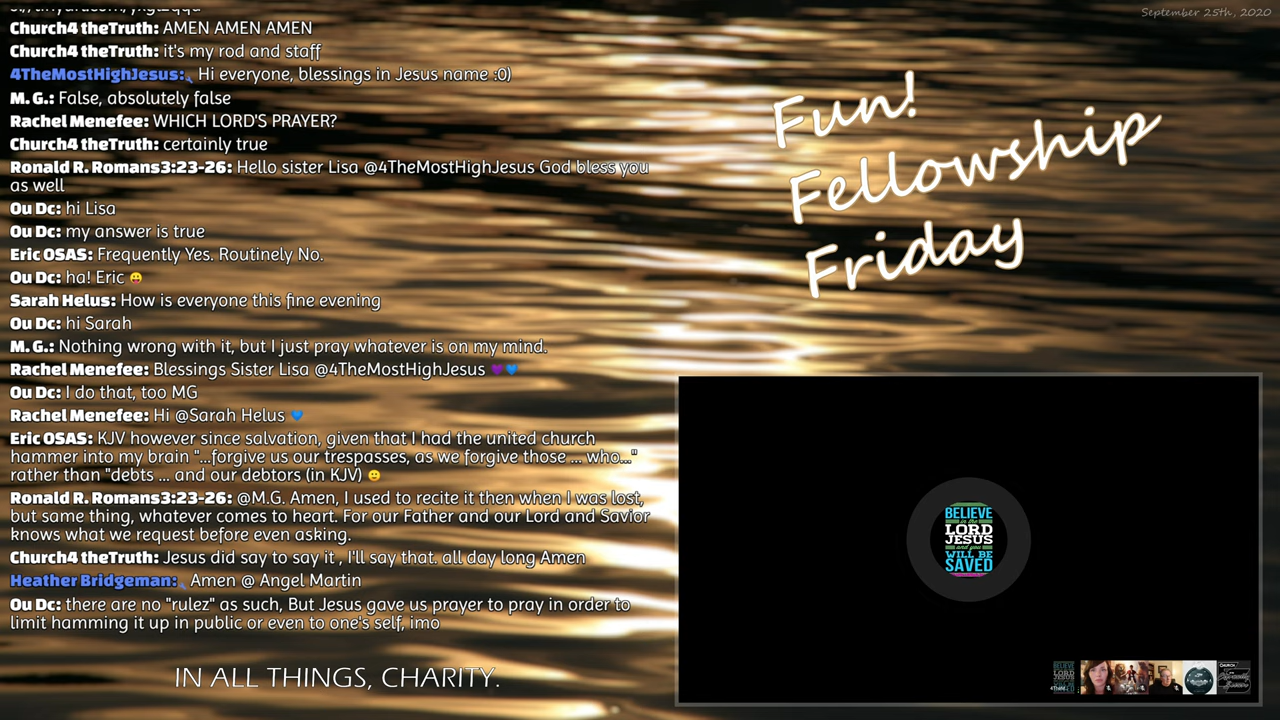 September 25th, 2020
Church4 theTruth: AMEN AMEN AMEN
Church4 theTruth: it's my rod and staff
4TheMostHighJesus: Hi everyone, blessings in Jesus name :0)
M. G.: False, absolutely false
Rachel Menefee: WHICH LORD'S PRAYER?
Church4 theTruth: certainly true
Ronald R. Romans3:23-26: Hello sister Lisa @4TheMostHighJesus God bless you
as well
Ou Dc: hi Lisa
Ou Dc: my answer is true
Eric OSAS: Frequently Yes. Routinely No.
Ou Dc: ha! Eric 😛
Sarah Helus: How is everyone this fine evening
Ou Dc: hi Sarah
M. G.: Nothing wrong with it, but I just pray whatever is on my mind.
Rachel Menefee: Blessings Sister Lisa @4TheMostHighJesus 💜💙
Ou Dc: I do that, too MG
Rachel Menefee: Hi @Sarah Helus 💙
Eric OSAS: KJV however since salvation, given that I had the united church
hammer into my brain "...forgive us our trespasses, as we forgive those ... who..."
rather than "debts ... and our debtors (in KJV) 🙂
Ronald R. Romans3:23-26: @M.G. Amen, I used to recite it then when I was lost,
but same thing, whatever comes to heart. For our Father and our Lord and Savior
knows what we request before even asking.
Church4 theTruth: Jesus did say to say it , I'll say that. all day long Amen
Heather Bridgeman: Amen @ Angel Martin
Ou Dc: there are no "rulez" as such, But Jesus gave us prayer to pray in order to
limit hamming it up in public or even to one's self, imo
IN ALL THINGS, CHARITY.
Fun!
Fellowship
Friday
BELIEVE
in the
LORD
JESUS
and you
WILL BE
SAVED